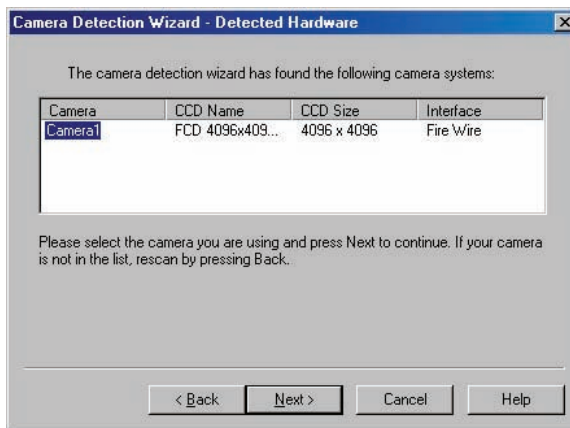 Camera Detection Wizard - Detected Hardware
The camera detection wizard has found the following camera systems:
Camera CCD Name CCD Size Interface
Camera1 FCD 4096x409... 4096 x 4096 Fire Wire
Please select the camera you are using and press Next to continue. If your camera
is not in the list, rescan by pressing Back.
< Back Next > Cancel Help